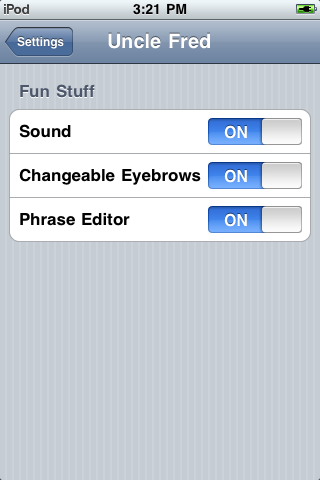 iPod 3:21 PM
Settings Uncle Fred
Fun Stuff
Sound ON
Changeable Eyebrows ON
Phrase Editor ON